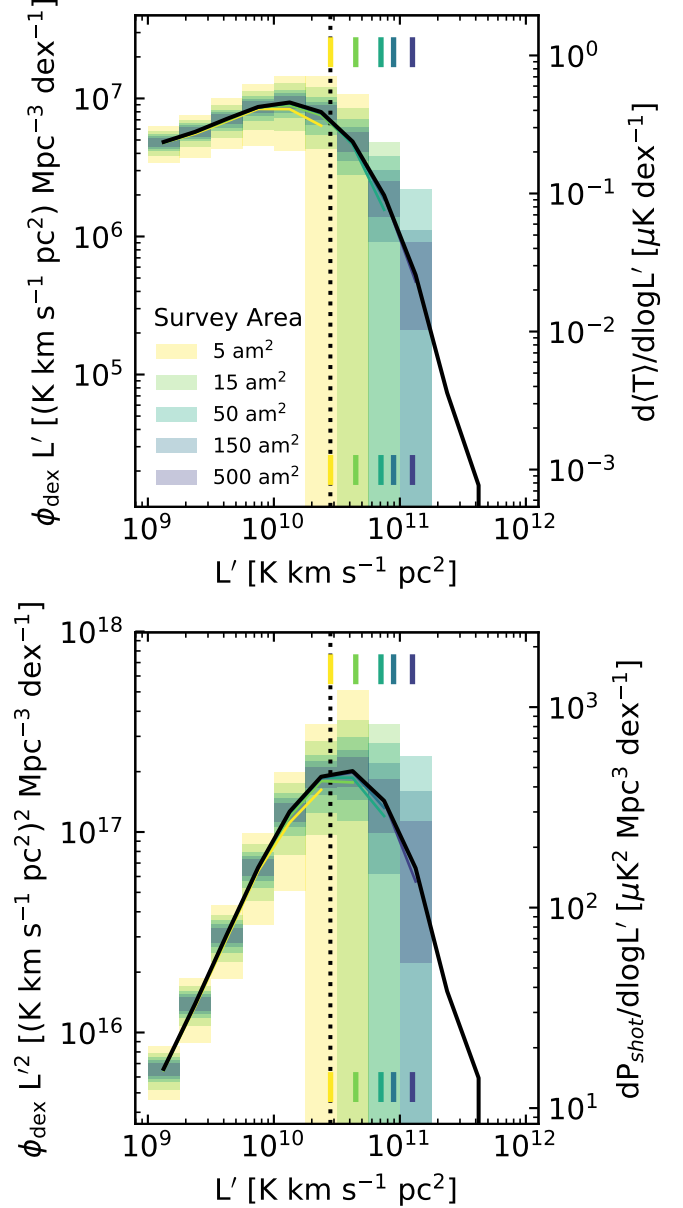 ϕ_dex L′ [(K km s⁻¹ pc²) Mpc⁻³ dex⁻¹]
10⁷
10⁶
10⁵
10⁰
10⁻¹
10⁻²
10⁻³
d⟨T⟩/dlogL′ [μK dex⁻¹]
Survey Area
5 am²
15 am²
50 am²
150 am²
500 am²
10⁹ 10¹⁰ 10¹¹ 10¹²
L′ [K km s⁻¹ pc²]
ϕ_dex L′² [(K km s⁻¹ pc²)² Mpc⁻³ dex⁻¹]
10¹⁸
10¹⁷
10¹⁶
10³
10²
10¹
dP_shot/dlogL′ [μK² Mpc³ dex⁻¹]
10⁹ 10¹⁰ 10¹¹ 10¹²
L′ [K km s⁻¹ pc²]